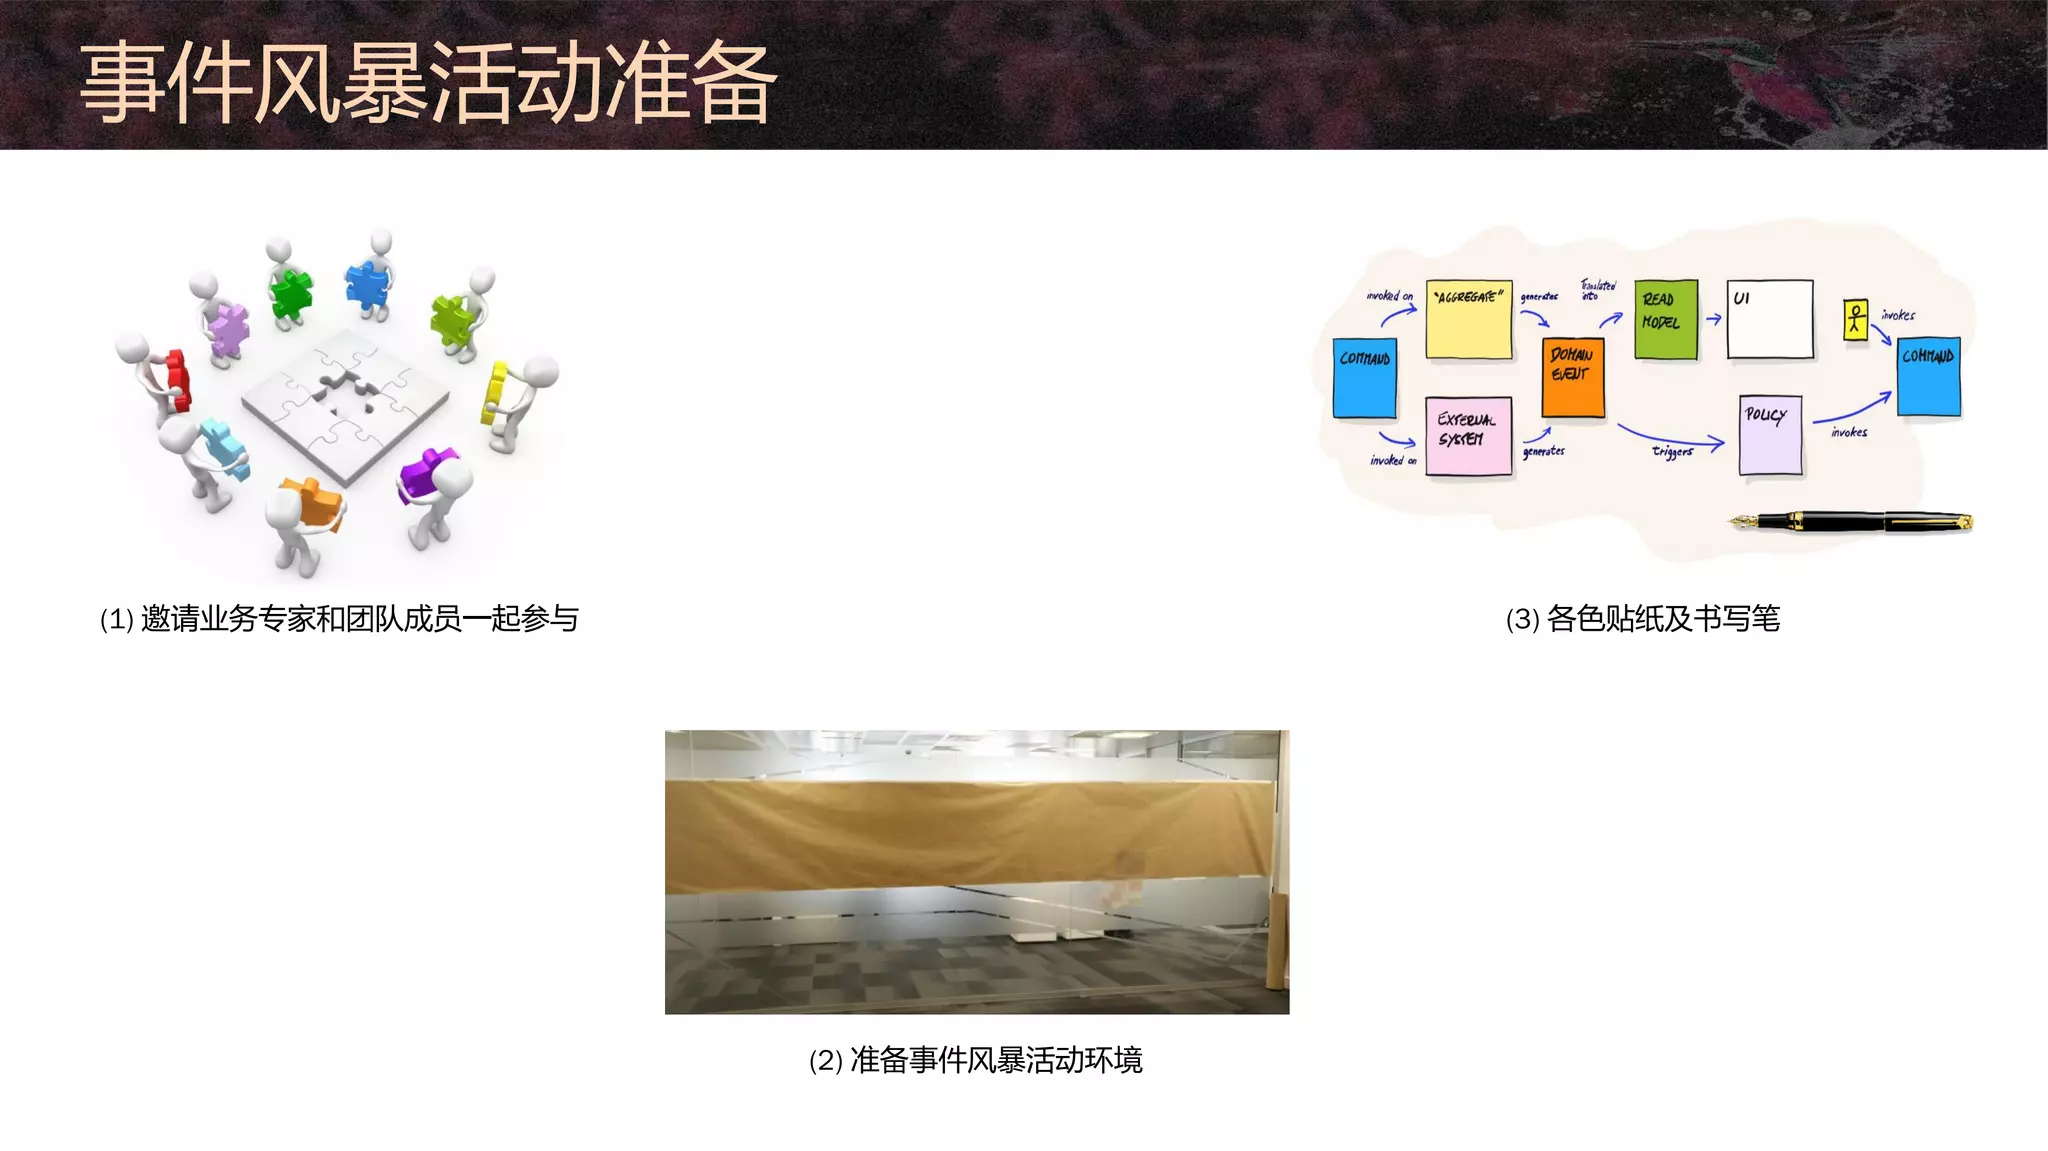 事件风暴活动准备
invoked on
"AGGREGATE"
generates
Translated
into
READ
MODEL
UI
invokes
COMMAND
DOMAIN
EVENT
COMMAND
EXTERNAL
SYSTEM
POLICY
invoked on
generates
triggers
invokes
(1) 邀请业务专家和团队成员一起参与
(3) 各色贴纸及书写笔
(2) 准备事件风暴活动环境